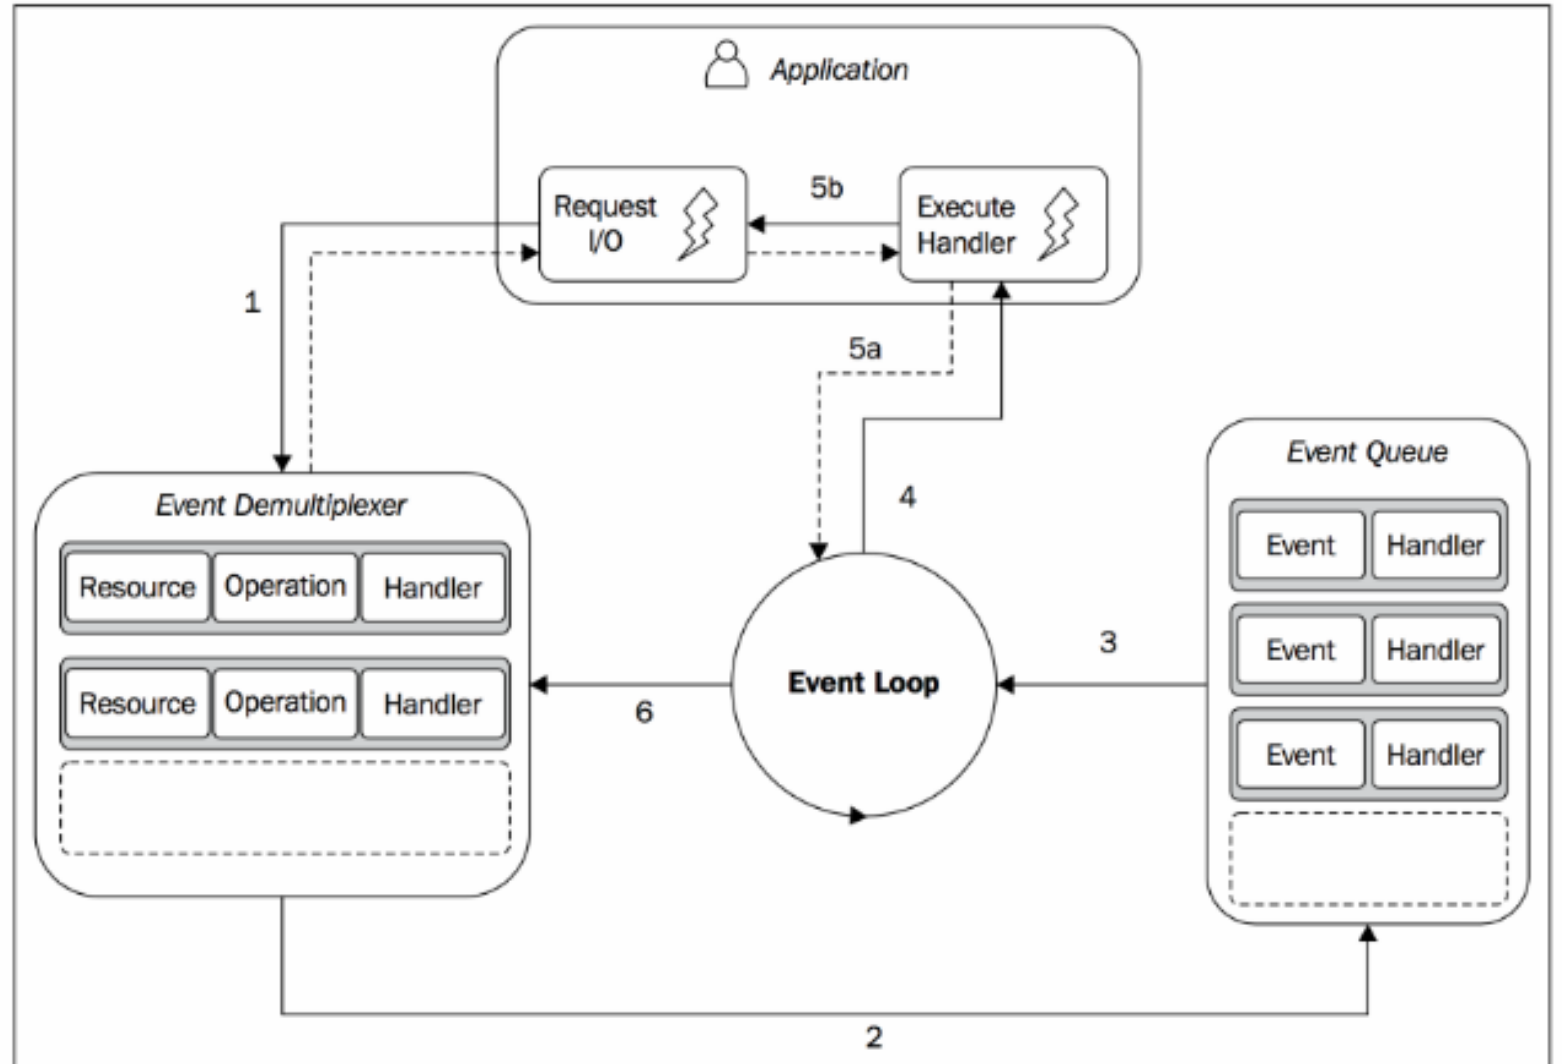 Application
Request
I/O
5b
Execute
Handler
1
5a
Event Demultiplexer
Resource Operation Handler
Resource Operation Handler
4
Event Loop
6
3
Event Queue
Event Handler
Event Handler
Event Handler
2